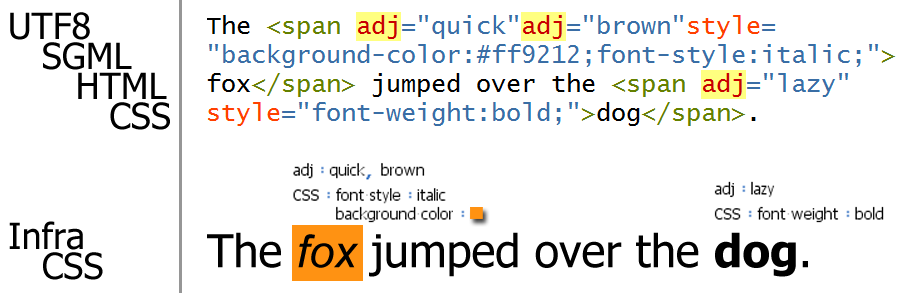 UTF8
SGML
HTML
CSS
The <span adj="quick"adj="brown"style=
"background-color:#ff9212;font-style:italic;">
fox</span> jumped over the <span adj="lazy"
style="font-weight:bold;">dog</span>.
adj : quick, brown
CSS : font style : italic
background color :
adj : lazy
CSS : font weight : bold
Infra
CSS
The fox jumped over the dog.